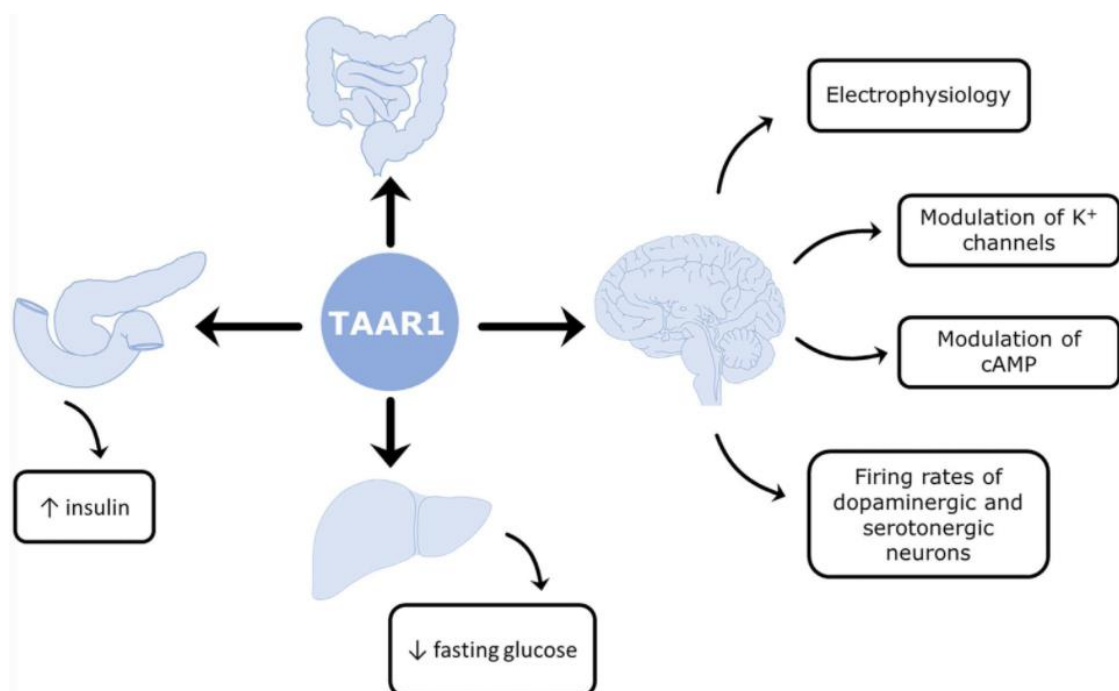 Electrophysiology
Modulation of K⁺
channels
TAAR1
Modulation of
cAMP
Firing rates of
dopaminergic and
serotonergic
neurons
↑ insulin
↓ fasting glucose